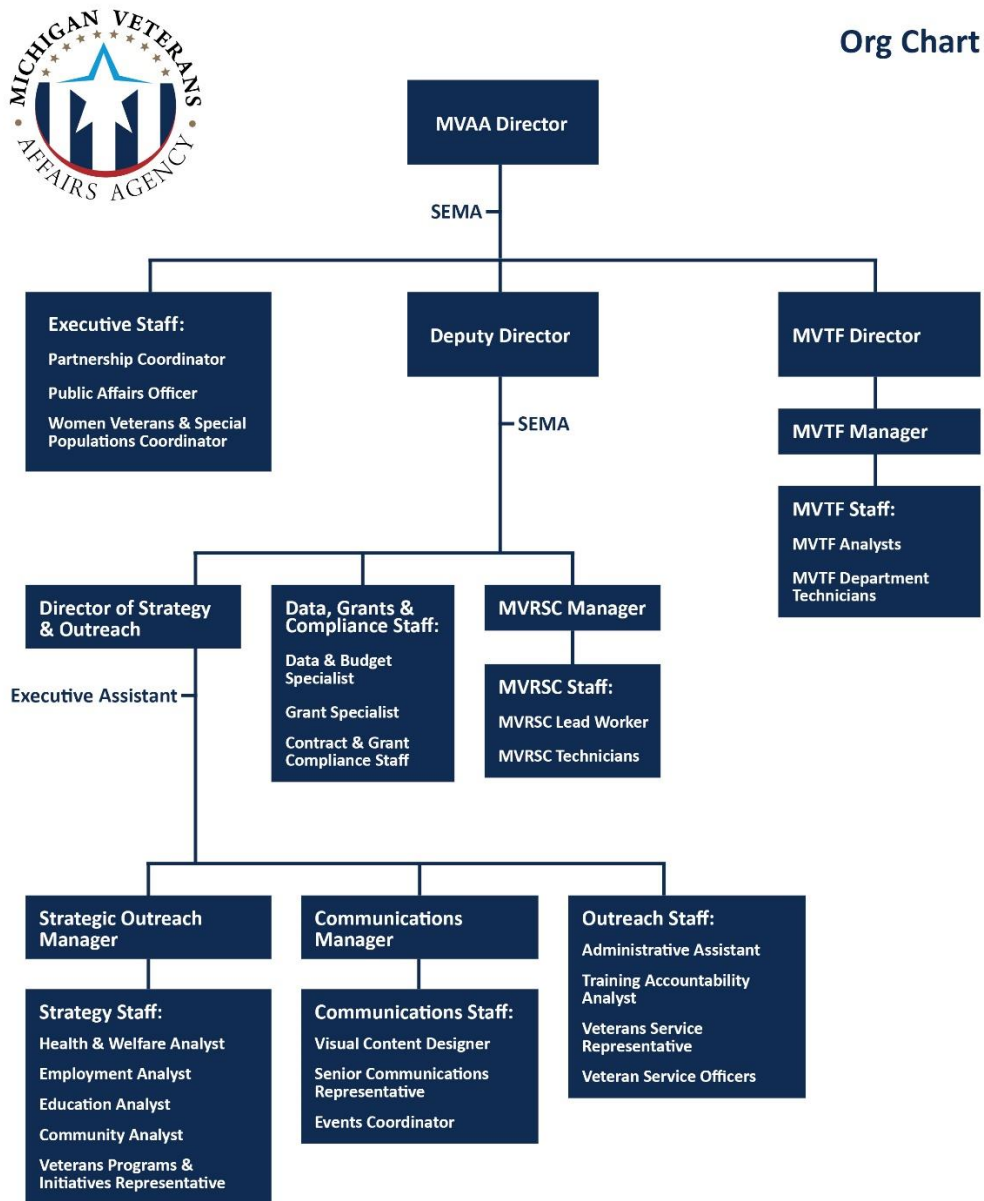 MICHIGAN VETERANS
AFFAIRS AGENCY
Org Chart
MVAA Director
SEMA
Executive Staff:
Partnership Coordinator
Public Affairs Officer
Women Veterans & Special
Populations Coordinator
Deputy Director
MVTF Director
SEMA
MVTF Manager
MVTF Staff:
MVTF Analysts
MVTF Department
Technicians
Director of Strategy
& Outreach
Data, Grants &
Compliance Staff:
Data & Budget
Specialist
Grant Specialist
Contract & Grant
Compliance Staff
MVRSC Manager
MVRSC Staff:
MVRSC Lead Worker
MVRSC Technicians
Executive Assistant
Strategic Outreach
Manager
Strategy Staff:
Health & Welfare Analyst
Employment Analyst
Education Analyst
Community Analyst
Veterans Programs &
Initiatives Representative
Communications
Manager
Communications Staff:
Visual Content Designer
Senior Communications
Representative
Events Coordinator
Outreach Staff:
Administrative Assistant
Training Accountability
Analyst
Veterans Service
Representative
Veteran Service Officers